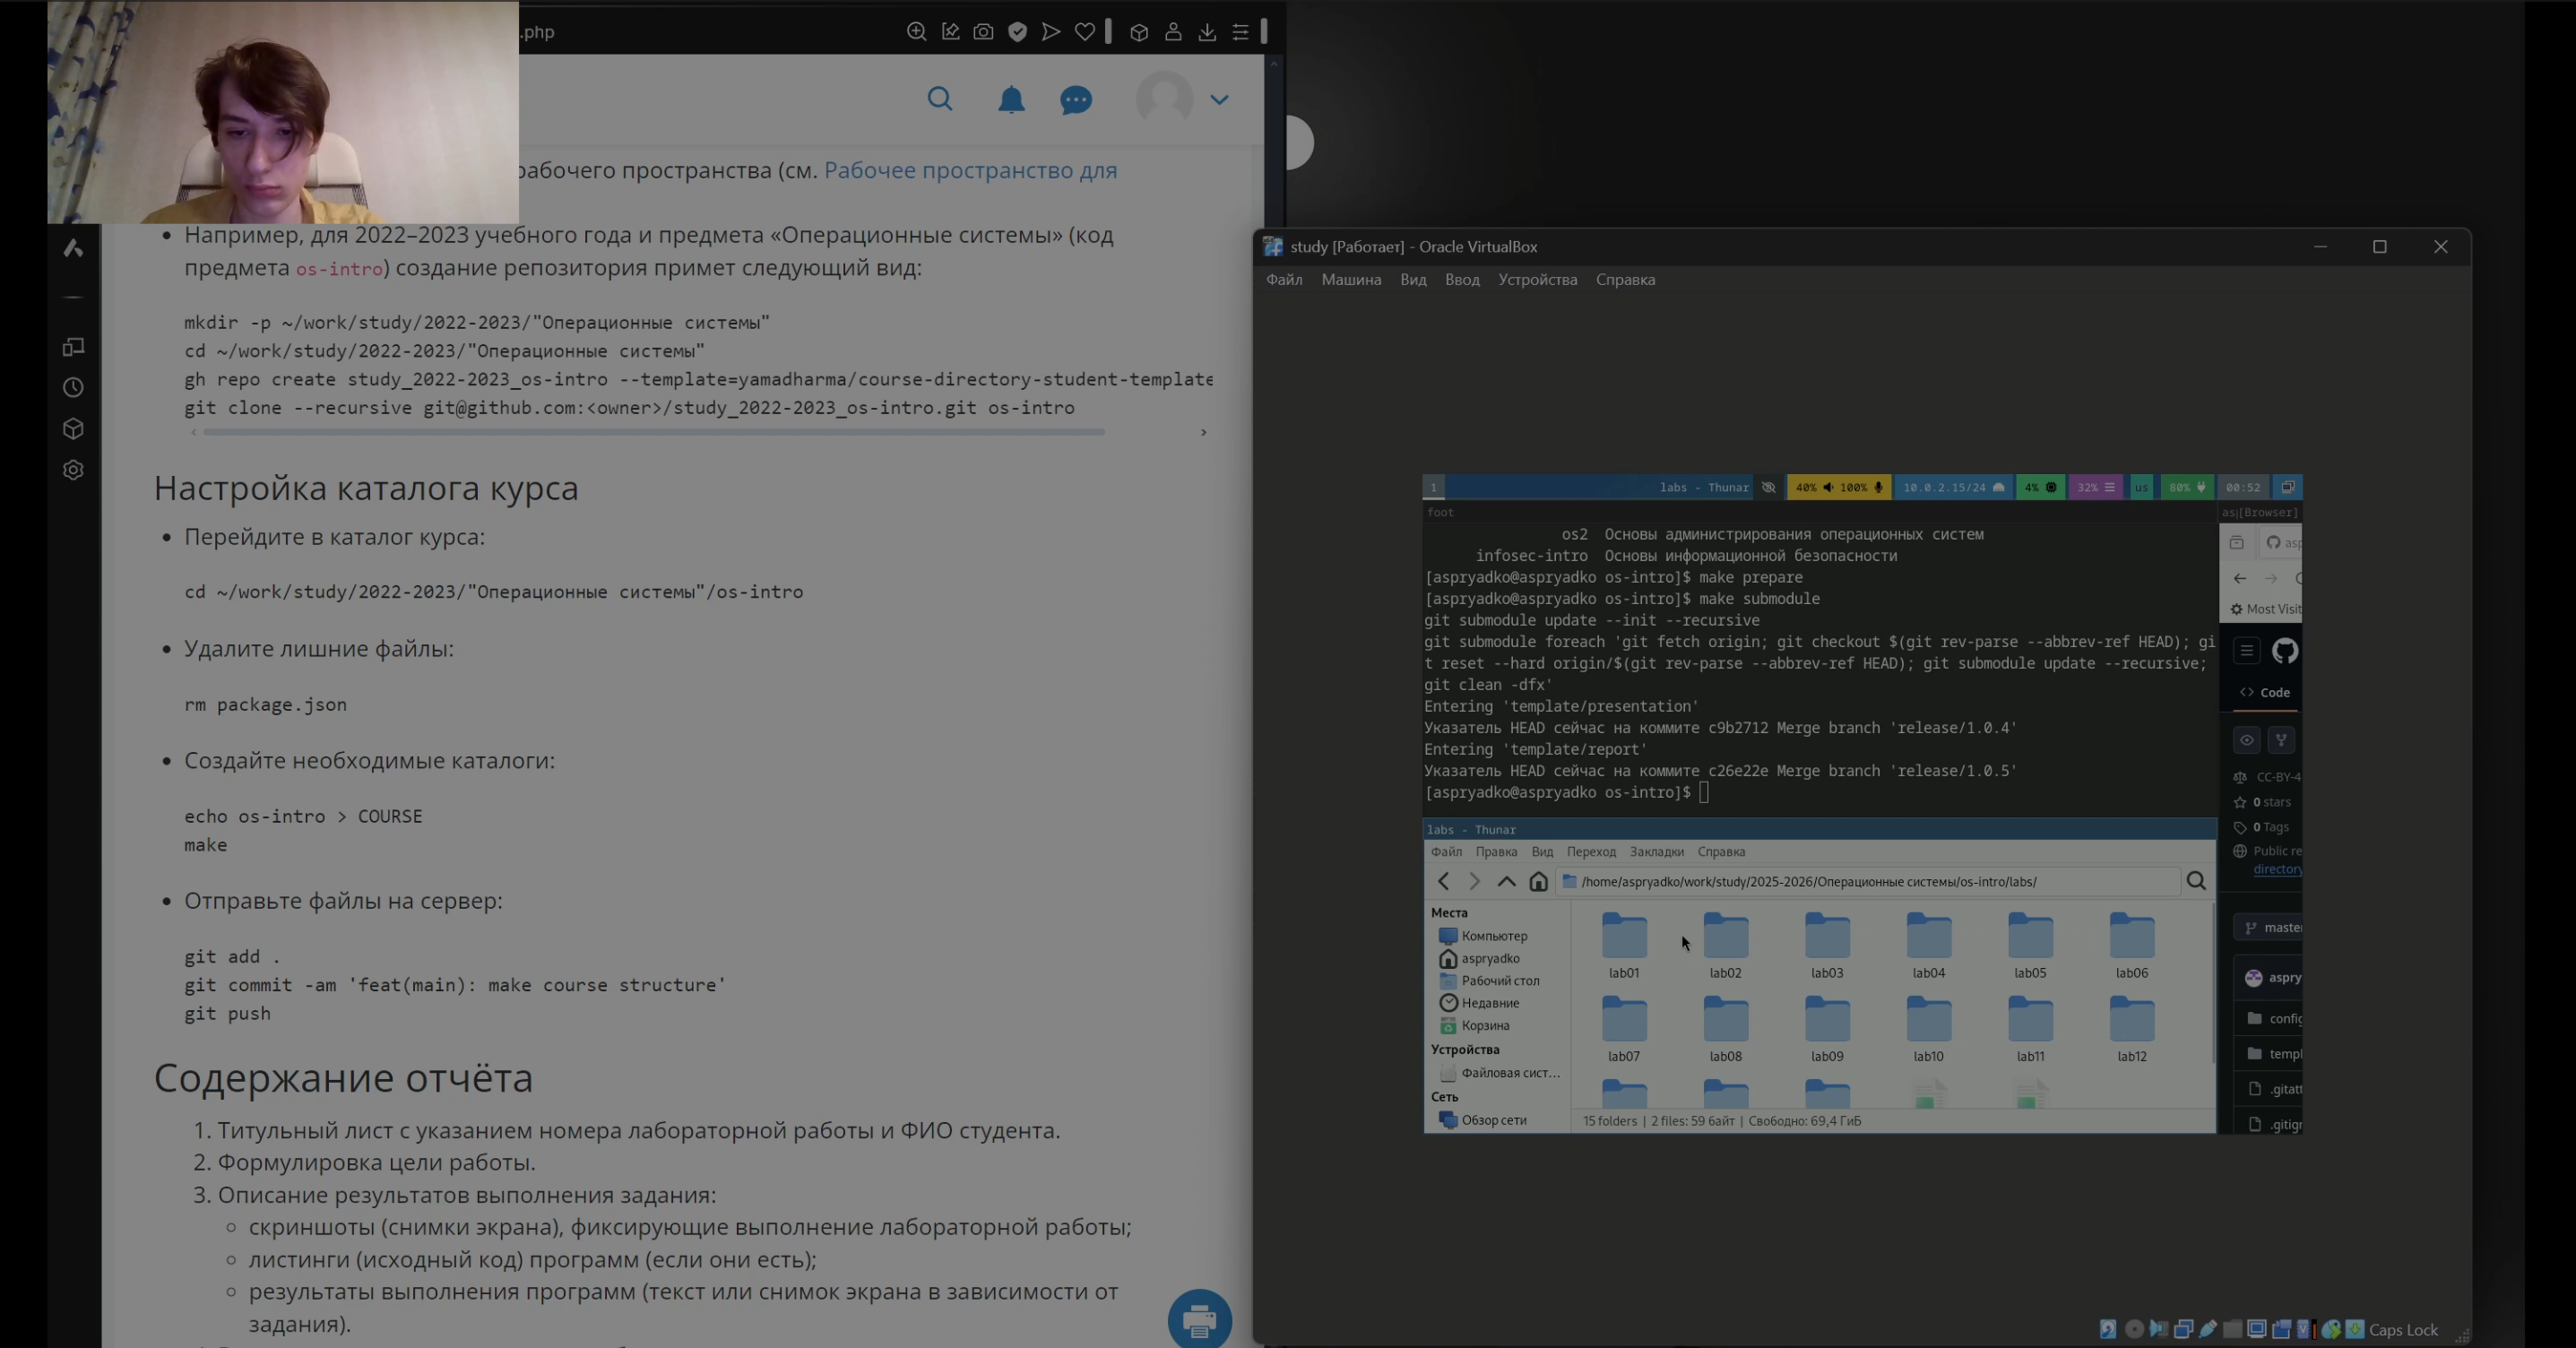 .php
рабочего пространства (см. Рабочее пространство для
• Например, для 2022–2023 учебного года и предмета «Операционные системы» (код
предмета os-intro) создание репозитория примет следующий вид:
mkdir -p ~/work/study/2022-2023/"Операционные системы"
cd ~/work/study/2022-2023/"Операционные системы"
gh repo create study_2022-2023_os-intro --template=yamadharma/course-directory-student-template
git clone --recursive git@github.com:<owner>/study_2022-2023_os-intro.git os-intro
Настройка каталога курса
• Перейдите в каталог курса:
cd ~/work/study/2022-2023/"Операционные системы"/os-intro
• Удалите лишние файлы:
rm package.json
• Создайте необходимые каталоги:
echo os-intro > COURSE
make
• Отправьте файлы на сервер:
git add .
git commit -am 'feat(main): make course structure'
git push
Содержание отчёта
1. Титульный лист с указанием номера лабораторной работы и ФИО студента.
2. Формулировка цели работы.
3. Описание результатов выполнения задания:
◦ скриншоты (снимки экрана), фиксирующие выполнение лабораторной работы;
◦ листинги (исходный код) программ (если они есть);
◦ результаты выполнения программ (текст или снимок экрана в зависимости от
задания).
study [Работает] - Oracle VirtualBox
Файл Машина Вид Ввод Устройства Справка
1 labs - Thunar 40% 100% 10.0.2.15/24 4% 32% us 80% 00:52
foot
os2 Основы администрирования операционных систем
infosec-intro Основы информационной безопасности
[aspryadko@aspryadko os-intro]$ make prepare
[aspryadko@aspryadko os-intro]$ make submodule
git submodule update --init --recursive
git submodule foreach 'git fetch origin; git checkout $(git rev-parse --abbrev-ref HEAD); gi
t reset --hard origin/$(git rev-parse --abbrev-ref HEAD); git submodule update --recursive;
git clean -dfx'
Entering 'template/presentation'
Указатель HEAD сейчас на коммите c9b2712 Merge branch 'release/1.0.4'
Entering 'template/report'
Указатель HEAD сейчас на коммите c26e22e Merge branch 'release/1.0.5'
[aspryadko@aspryadko os-intro]$
labs - Thunar
Файл Правка Вид Переход Закладки Справка
/home/aspryadko/work/study/2025-2026/Операционные системы/os-intro/labs/
Места
Компьютер
aspryadko
Рабочий стол
Недавние
Корзина
Устройства
Файловая сист...
Сеть
Обзор сети
lab01 lab02 lab03 lab04 lab05 lab06
lab07 lab08 lab09 lab10 lab11 lab12
15 folders | 2 files: 59 байт | Свободно: 69,4 ГиБ
as[Browser]
asp
Most Visit
Code
CC-BY-4
0 stars
0 Tags
Public re
directory
maste
aspry
config
templ
.gitatt
.gitigr
Caps Lock